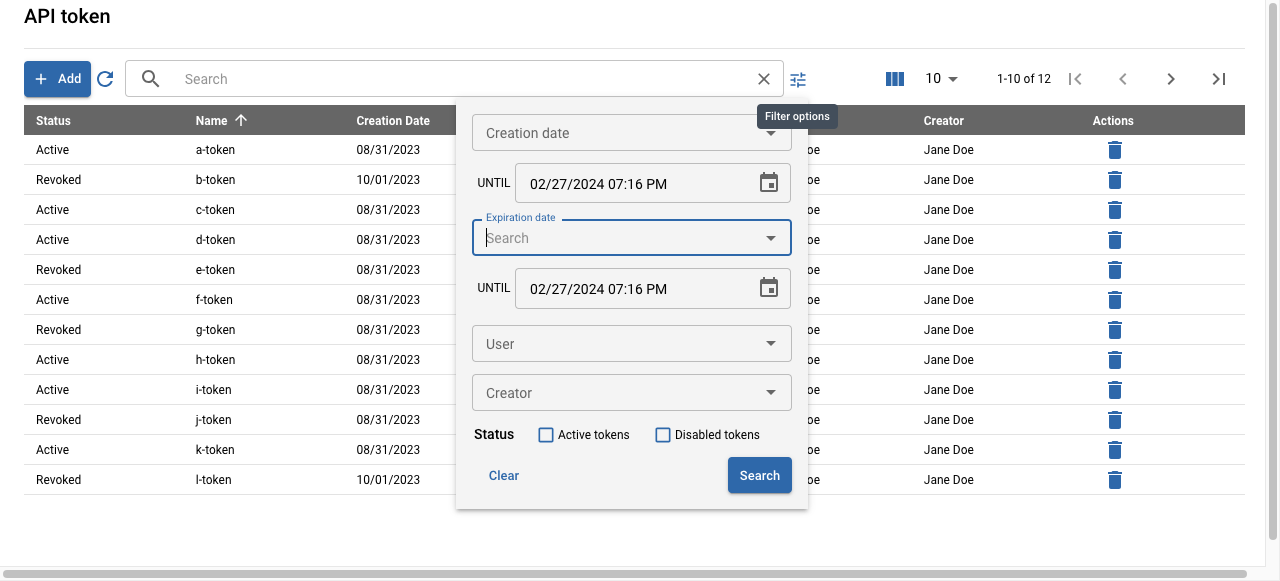 API token
Add
Search
10
1-10 of 12
Filter options
Status Name Creation Date Creator Actions
Creation date
UNTIL 02/27/2024 07:16 PM
Expiration date
Search
UNTIL 02/27/2024 07:16 PM
User
Creator
Status Active tokens Disabled tokens
Clear Search
Active a-token 08/31/2023 oe Jane Doe
Revoked b-token 10/01/2023 oe Jane Doe
Active c-token 08/31/2023 oe Jane Doe
Active d-token 08/31/2023 oe Jane Doe
Revoked e-token 08/31/2023 oe Jane Doe
Active f-token 08/31/2023 oe Jane Doe
Revoked g-token 08/31/2023 oe Jane Doe
Active h-token 08/31/2023 oe Jane Doe
Active i-token 08/31/2023 oe Jane Doe
Revoked j-token 08/31/2023 oe Jane Doe
Active k-token 08/31/2023 oe Jane Doe
Revoked l-token 10/01/2023 oe Jane Doe